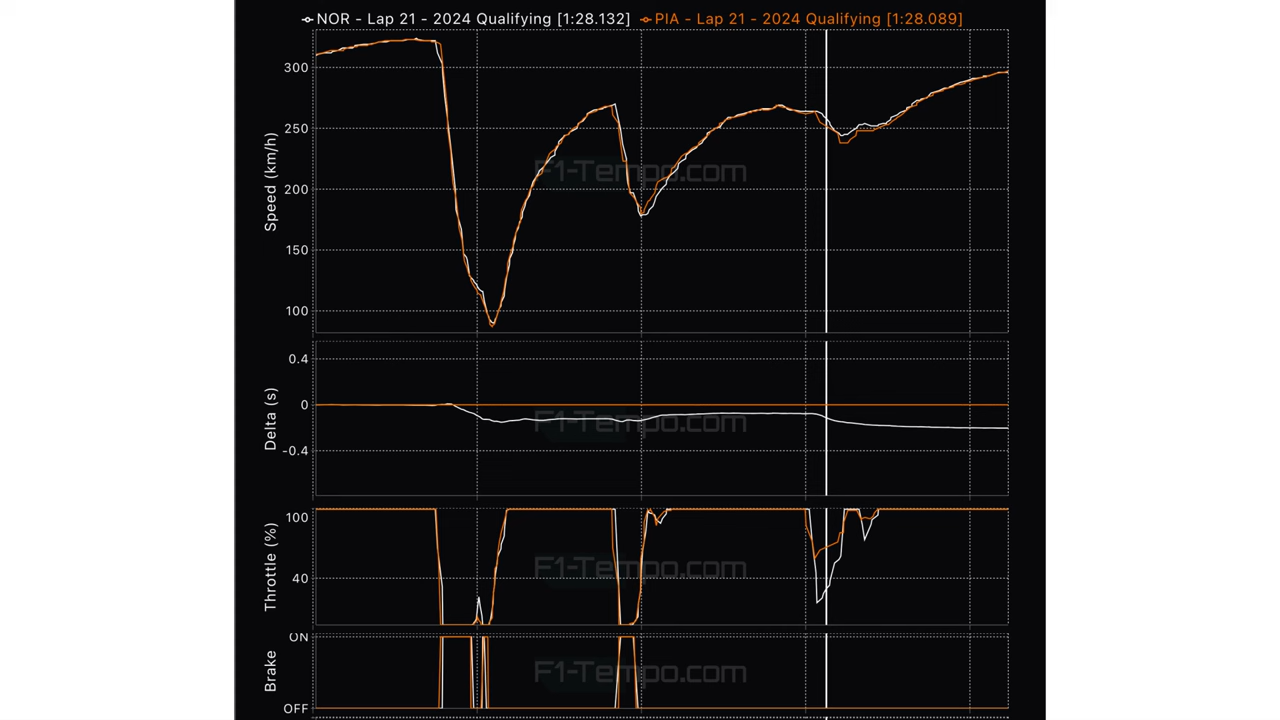 NOR - Lap 21 - 2024 Qualifying [1:28.132] PIA - Lap 21 - 2024 Qualifying [1:28.089]
Speed (km/h)
300
250
200
150
100
F1-Tempo.com
Delta (s)
0.4
0
-0.4
F1-Tempo.com
Throttle (%)
100
40
F1-Tempo.com
Brake
ON
OFF
F1-Tempo.com